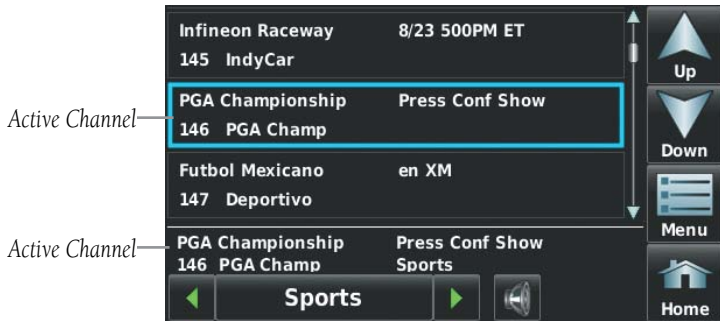 Infineon Raceway 8/23 500PM ET
145 IndyCar
Up
Active Channel
PGA Championship Press Conf Show
146 PGA Champ
Down
Futbol Mexicano en XM
147 Deportivo
Menu
Active Channel
PGA Championship Press Conf Show
146 PGA Champ Sports
Sports
Home